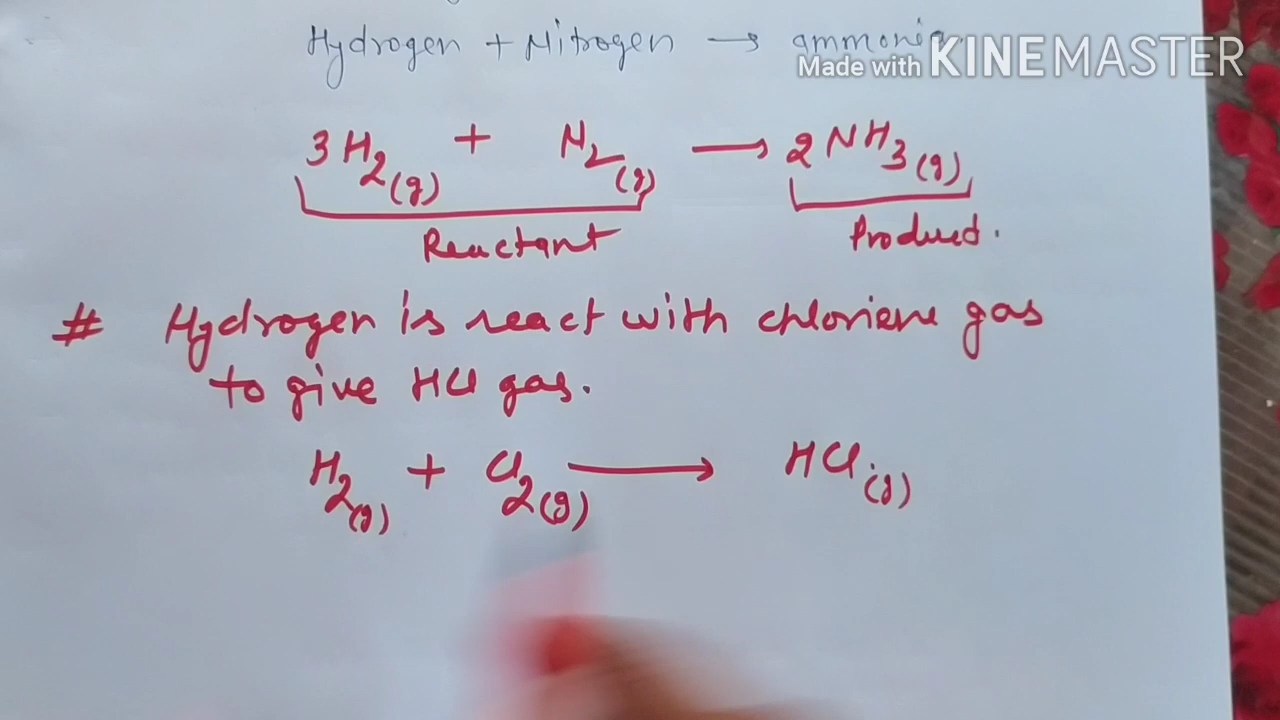 Hydrogen + Nitrogen → ammonia
Made with KINEMASTER
3H2(g) + N2(g) → 2NH3(g)
Reactant Product.
# Hydrogen is react with chloriene gas
to give HCl gas.
H2(g) + Cl2(g) → HCl(g)